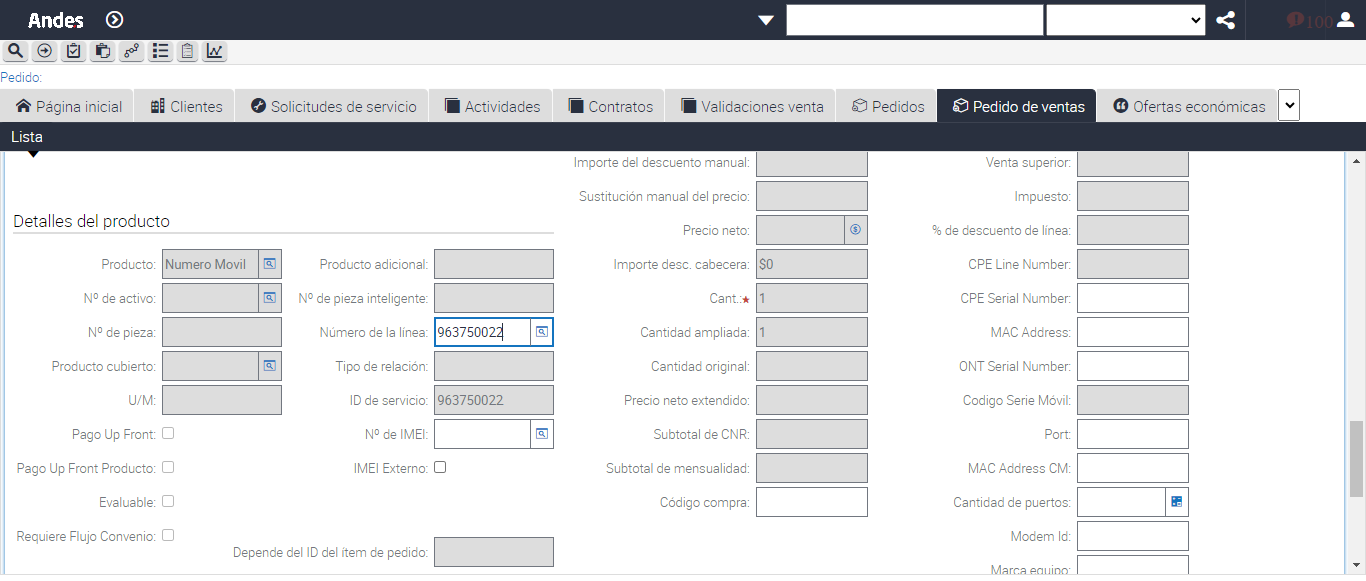 Andes
100
Pedido:
Página inicial
Clientes
Solicitudes de servicio
Actividades
Contratos
Validaciones venta
Pedidos
Pedido de ventas
Ofertas económicas
Lista
Importe del descuento manual:
Venta superior:
Sustitución manual del precio:
Impuesto:
Detalles del producto
Precio neto:
% de descuento de línea:
Producto: Numero Movil
Producto adicional:
Importe desc. cabecera: $0
CPE Line Number:
Nº de activo:
Nº de pieza inteligente:
Cant.:★ 1
CPE Serial Number:
Nº de pieza:
Número de la línea: 963750022
Cantidad ampliada: 1
MAC Address:
Producto cubierto:
Tipo de relación:
Cantidad original:
ONT Serial Number:
U/M:
ID de servicio: 963750022
Precio neto extendido:
Codigo Serie Móvil:
Pago Up Front:
Nº de IMEI:
Subtotal de CNR:
Port:
Pago Up Front Producto:
IMEI Externo:
Subtotal de mensualidad:
MAC Address CM:
Evaluable:
Código compra:
Cantidad de puertos:
Requiere Flujo Convenio:
Modem Id:
Depende del ID del ítem de pedido:
Marca equipo: